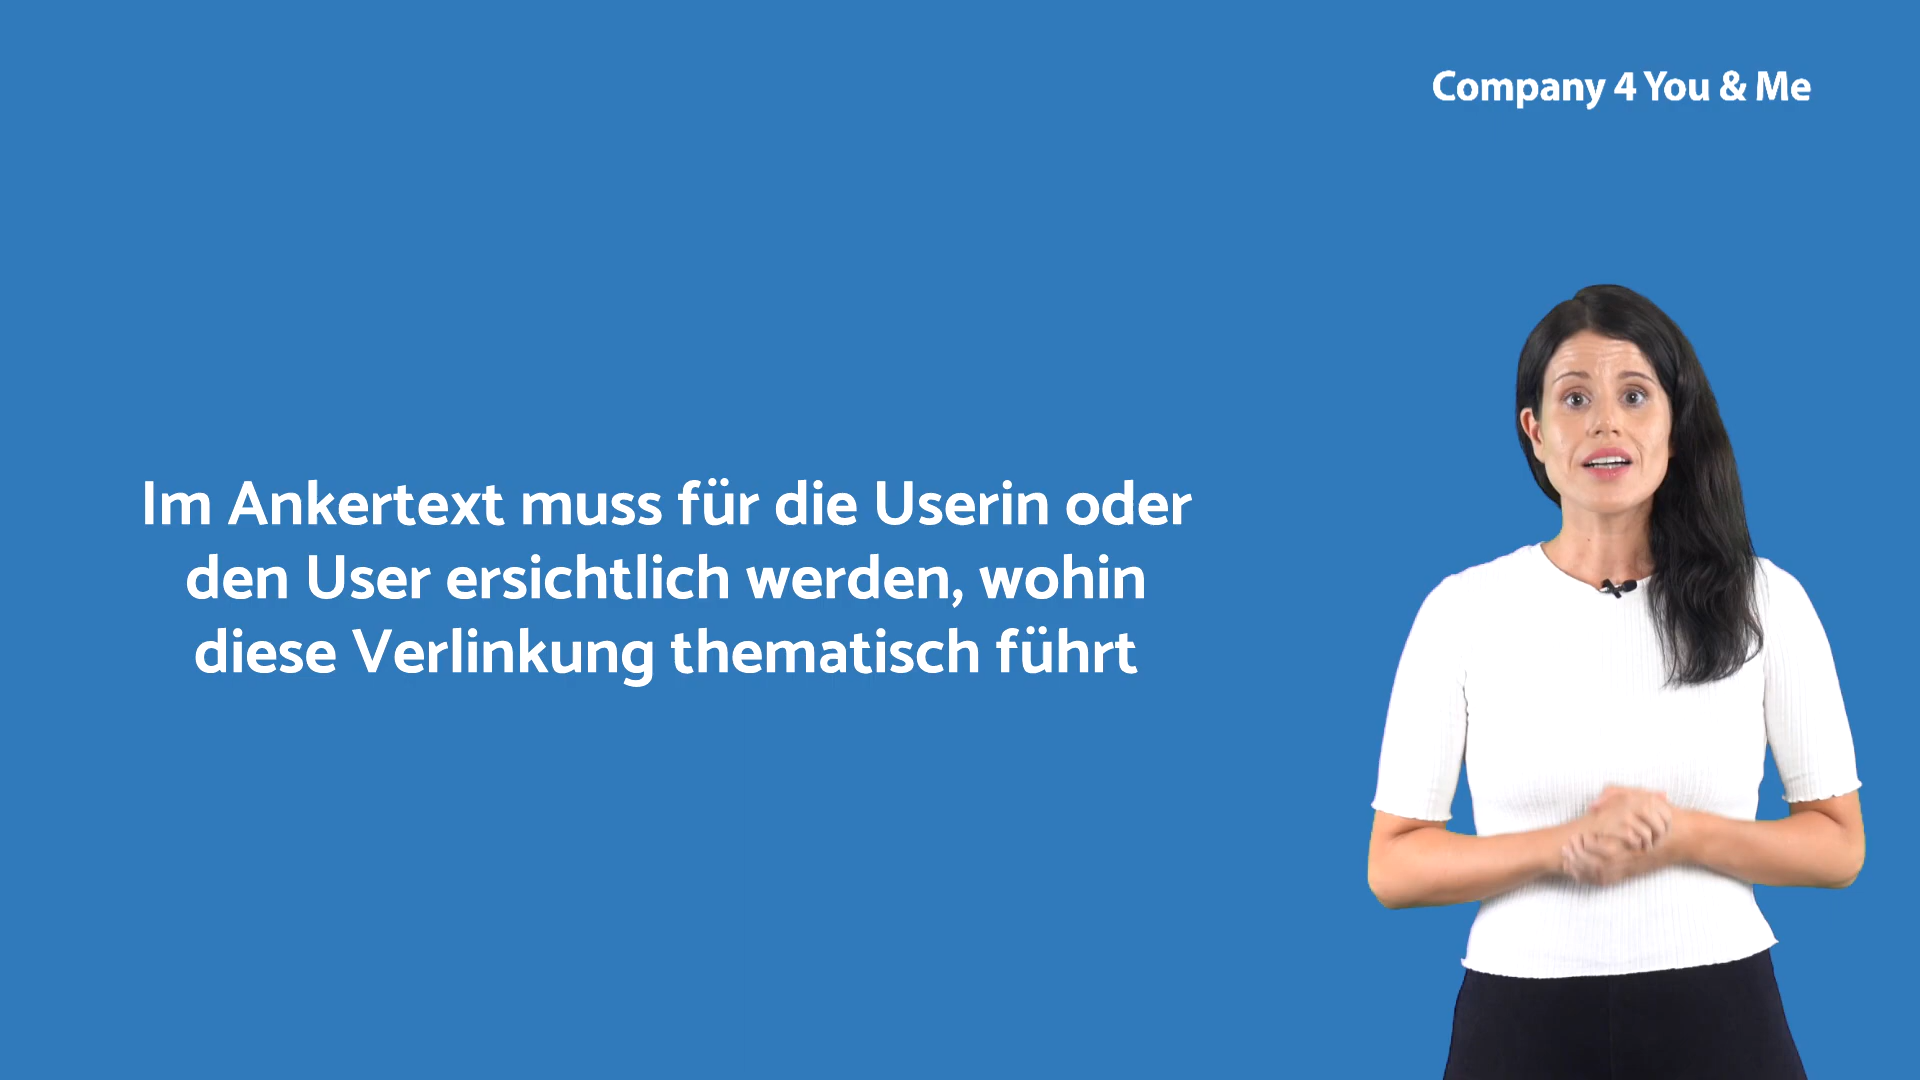 Company 4 You & Me
Im Ankertext muss für die Userin oder
den User ersichtlich werden, wohin
diese Verlinkung thematisch führt